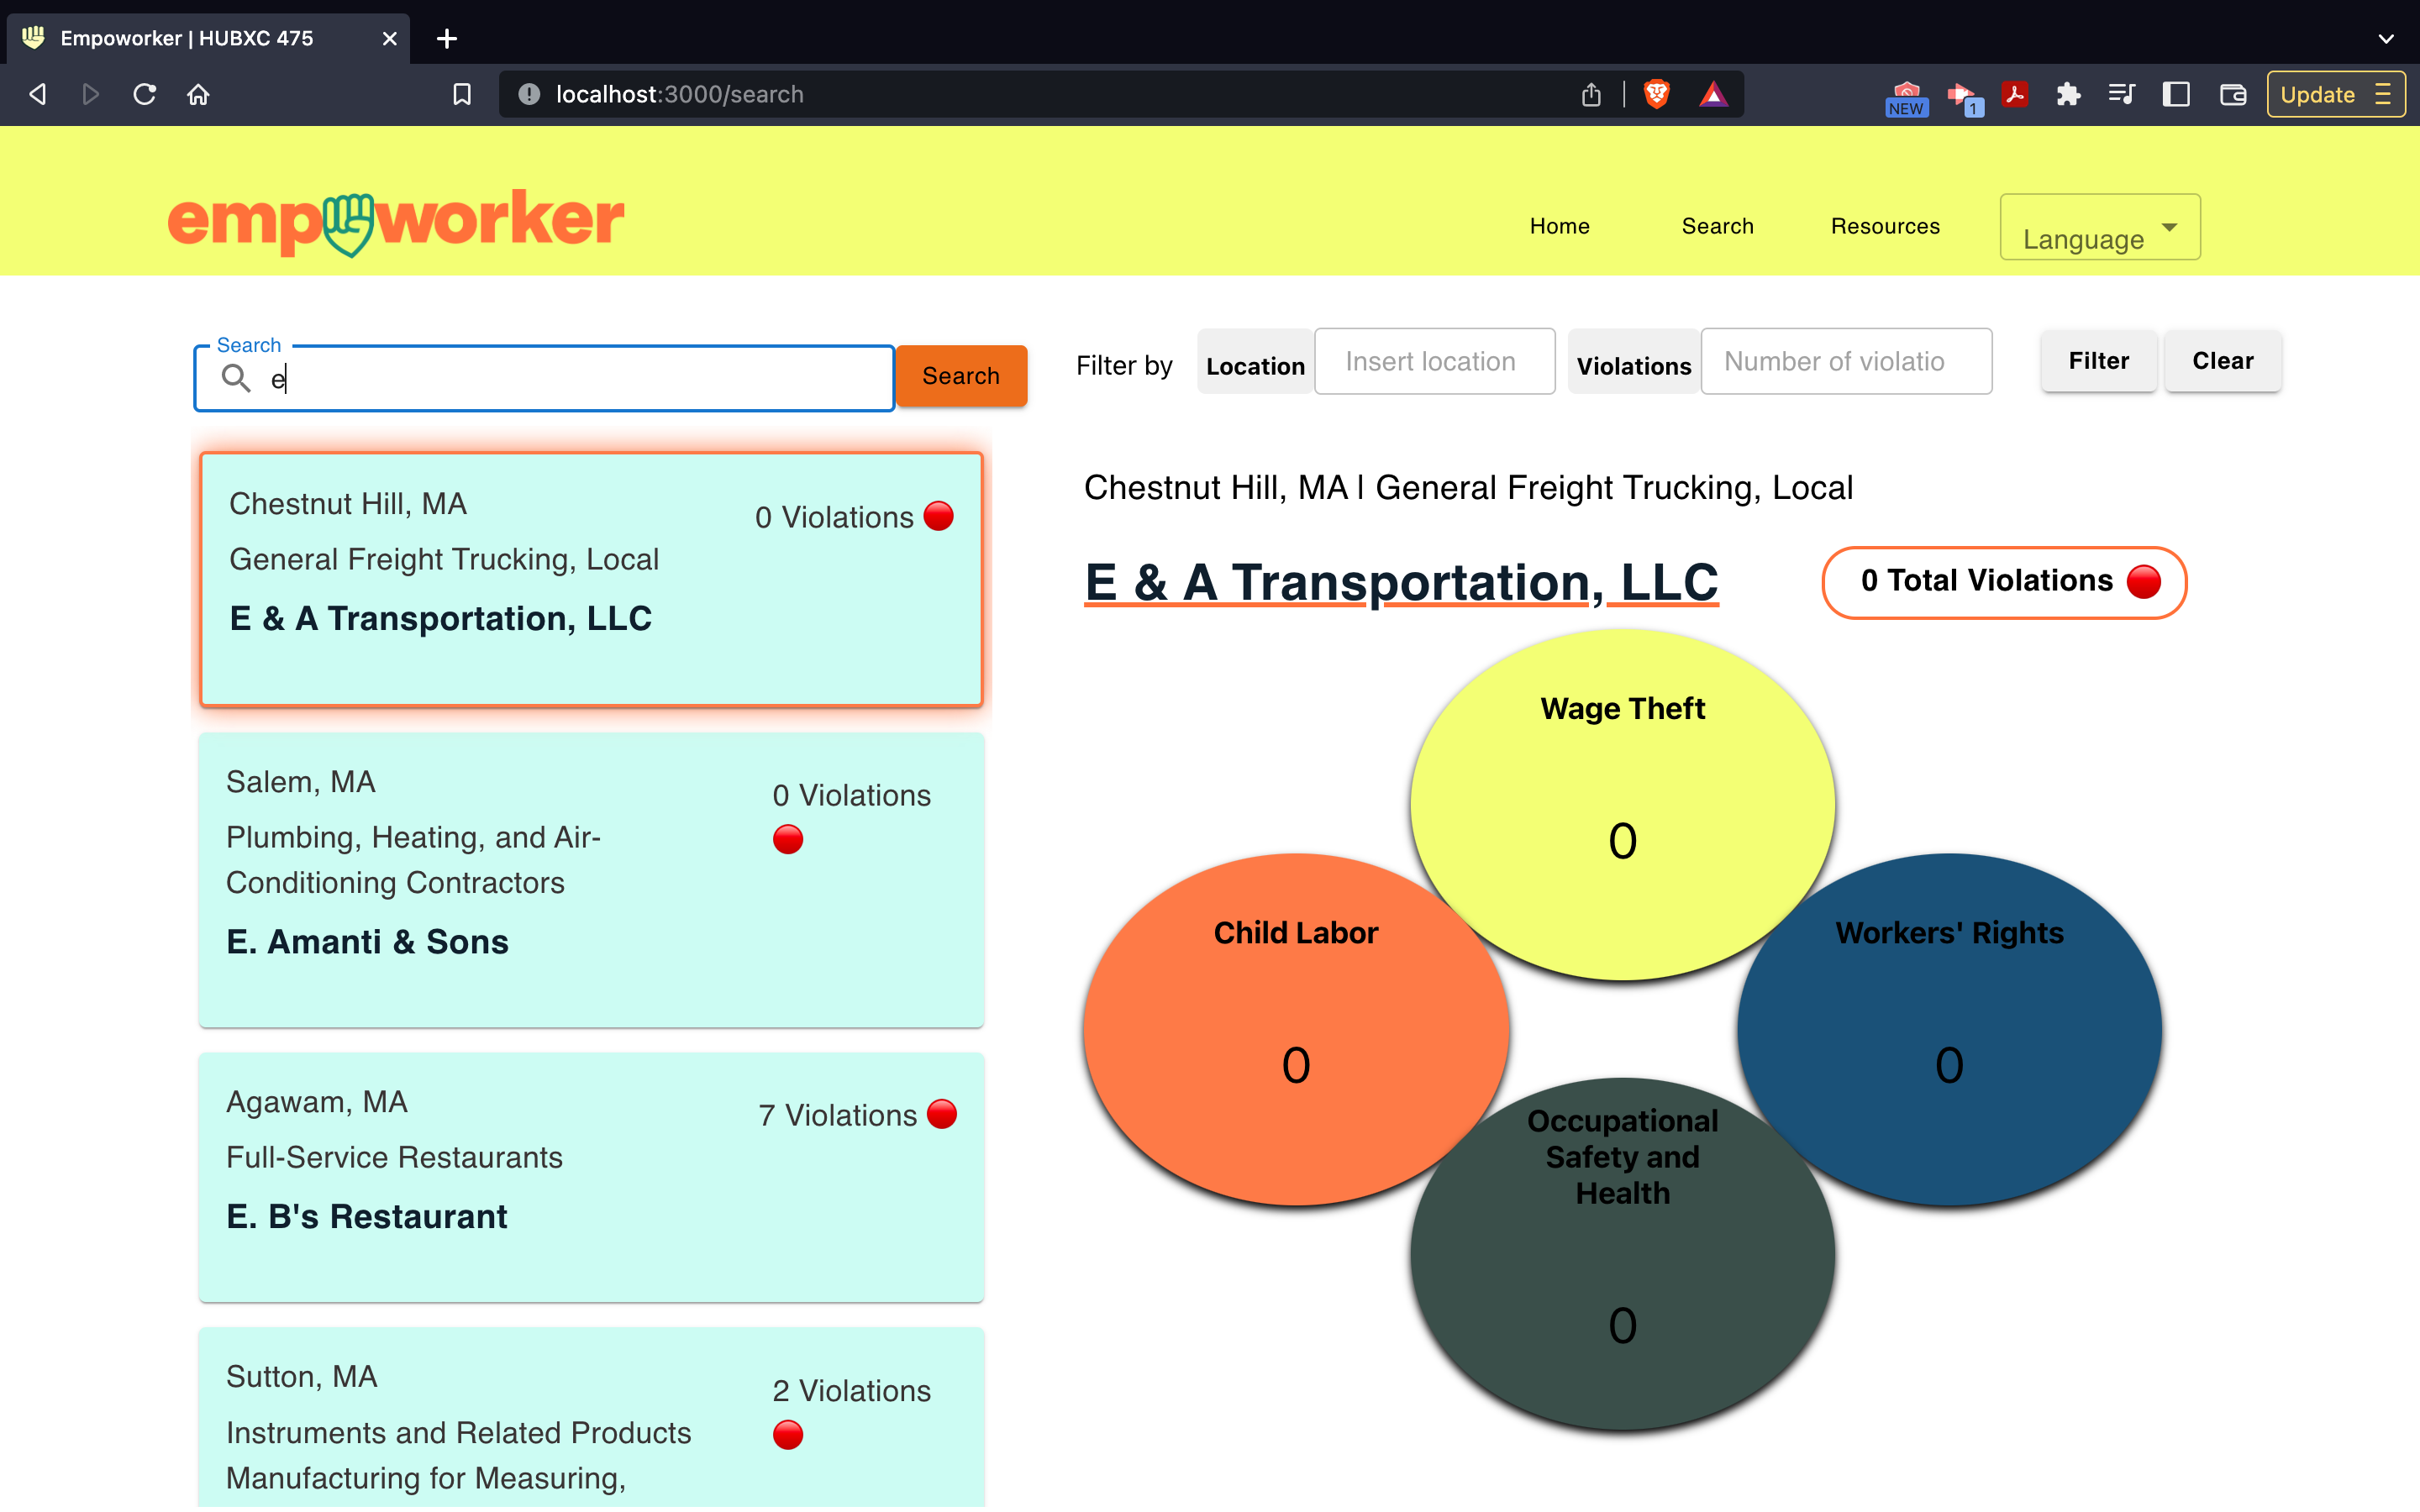 Empoworker | HUBXC 475
localhost:3000/search
NEW
1
Update
empoworker
Home
Search
Resources
Language
Search
e
Search
Filter by
Location
Insert location
Violations
Number of violatio
Filter
Clear
Chestnut Hill, MA
0 Violations
General Freight Trucking, Local
E & A Transportation, LLC
Salem, MA
0 Violations
Plumbing, Heating, and Air-
Conditioning Contractors
E. Amanti & Sons
Agawam, MA
7 Violations
Full-Service Restaurants
E. B's Restaurant
Sutton, MA
2 Violations
Instruments and Related Products
Manufacturing for Measuring,
Chestnut Hill, MA | General Freight Trucking, Local
E & A Transportation, LLC
0 Total Violations
Wage Theft
0
Child Labor
0
Workers' Rights
0
Occupational
Safety and
Health
0